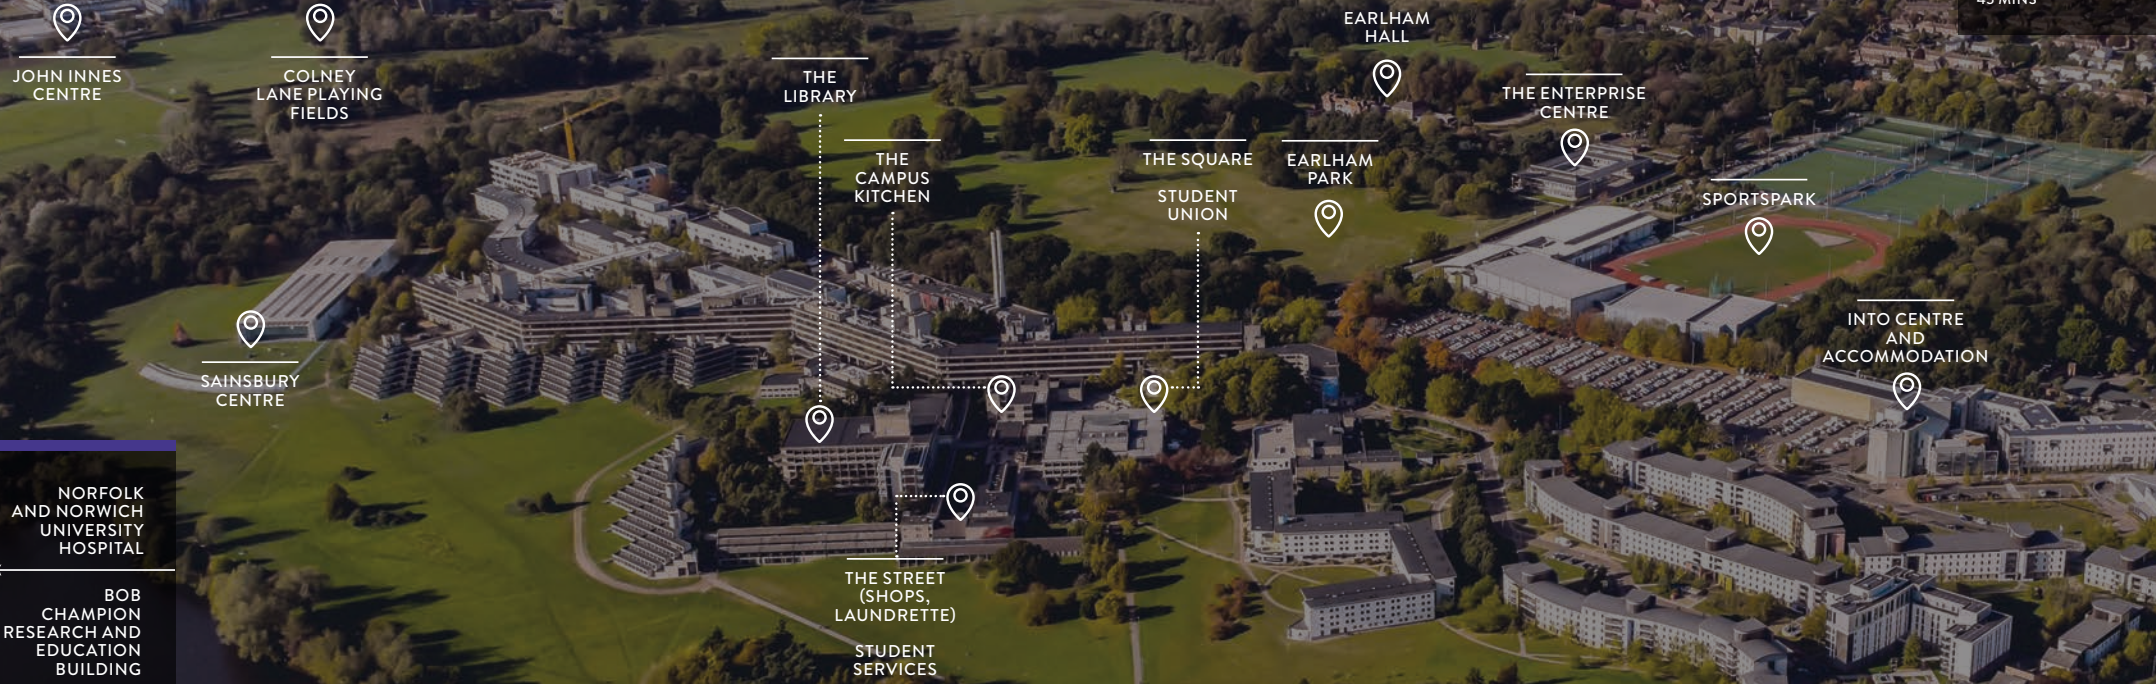 45 MINS
EARLHAM
HALL
JOHN INNES
CENTRE
COLNEY
LANE PLAYING
FIELDS
THE
LIBRARY
THE ENTERPRISE
CENTRE
THE
CAMPUS
KITCHEN
THE SQUARE
STUDENT
UNION
EARLHAM
PARK
SPORTSPARK
INTO CENTRE
AND
ACCOMMODATION
SAINSBURY
CENTRE
NORFOLK
AND NORWICH
UNIVERSITY
HOSPITAL
BOB
CHAMPION
RESEARCH AND
EDUCATION
BUILDING
THE STREET
(SHOPS,
LAUNDRETTE)
STUDENT
SERVICES